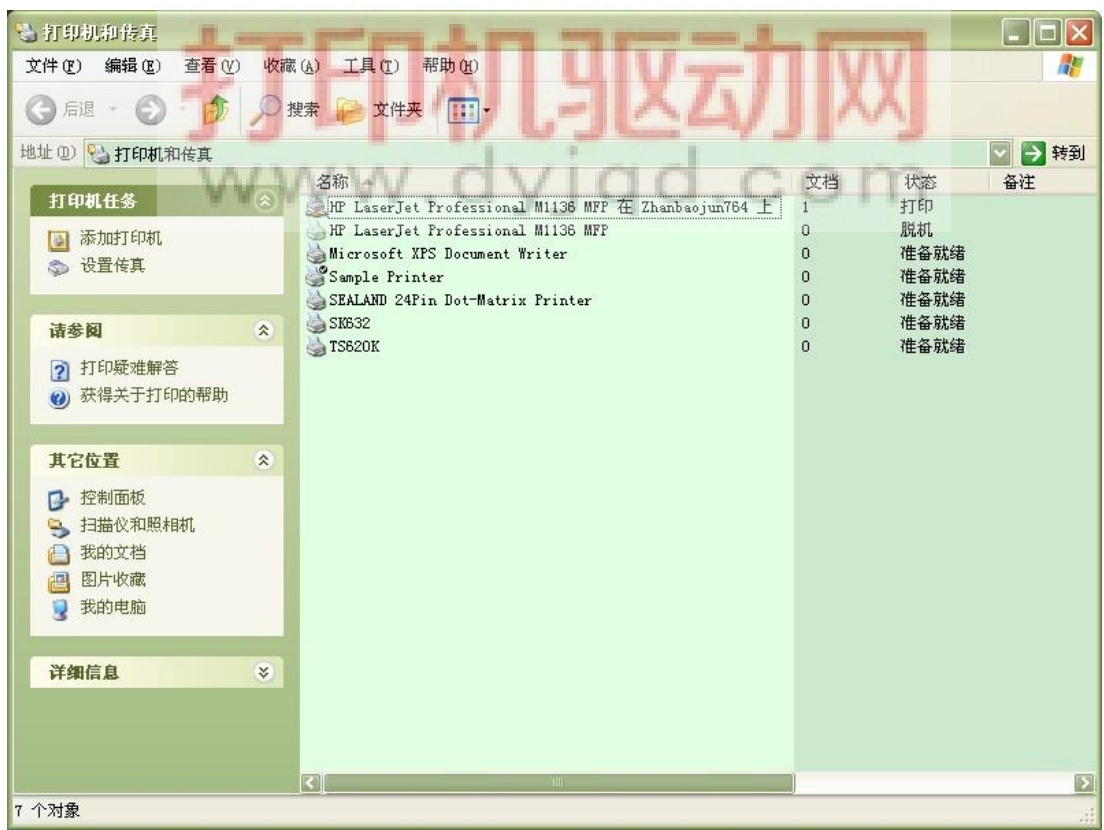 打印机和传真
文件(F) 编辑(E) 查看(V) 收藏(A) 工具(T) 帮助(H)
后退 搜索 文件夹
地址(D) 打印机和传真 转到
打印机驱动网
www.dyjqd.com
名称 文档 状态 备注
HP LaserJet Professional M1136 MFP 在 Zhanbaojun764 上 1 打印
HP LaserJet Professional M1136 MFP 0 脱机
Microsoft XPS Document Writer 0 准备就绪
Sample Printer 0 准备就绪
SEALAND 24Pin Dot-Matrix Printer 0 准备就绪
SK632 0 准备就绪
TS620K 0 准备就绪
打印机任务
添加打印机
设置传真
请参阅
打印疑难解答
获得关于打印的帮助
其它位置
控制面板
扫描仪和照相机
我的文档
图片收藏
我的电脑
详细信息
7 个对象